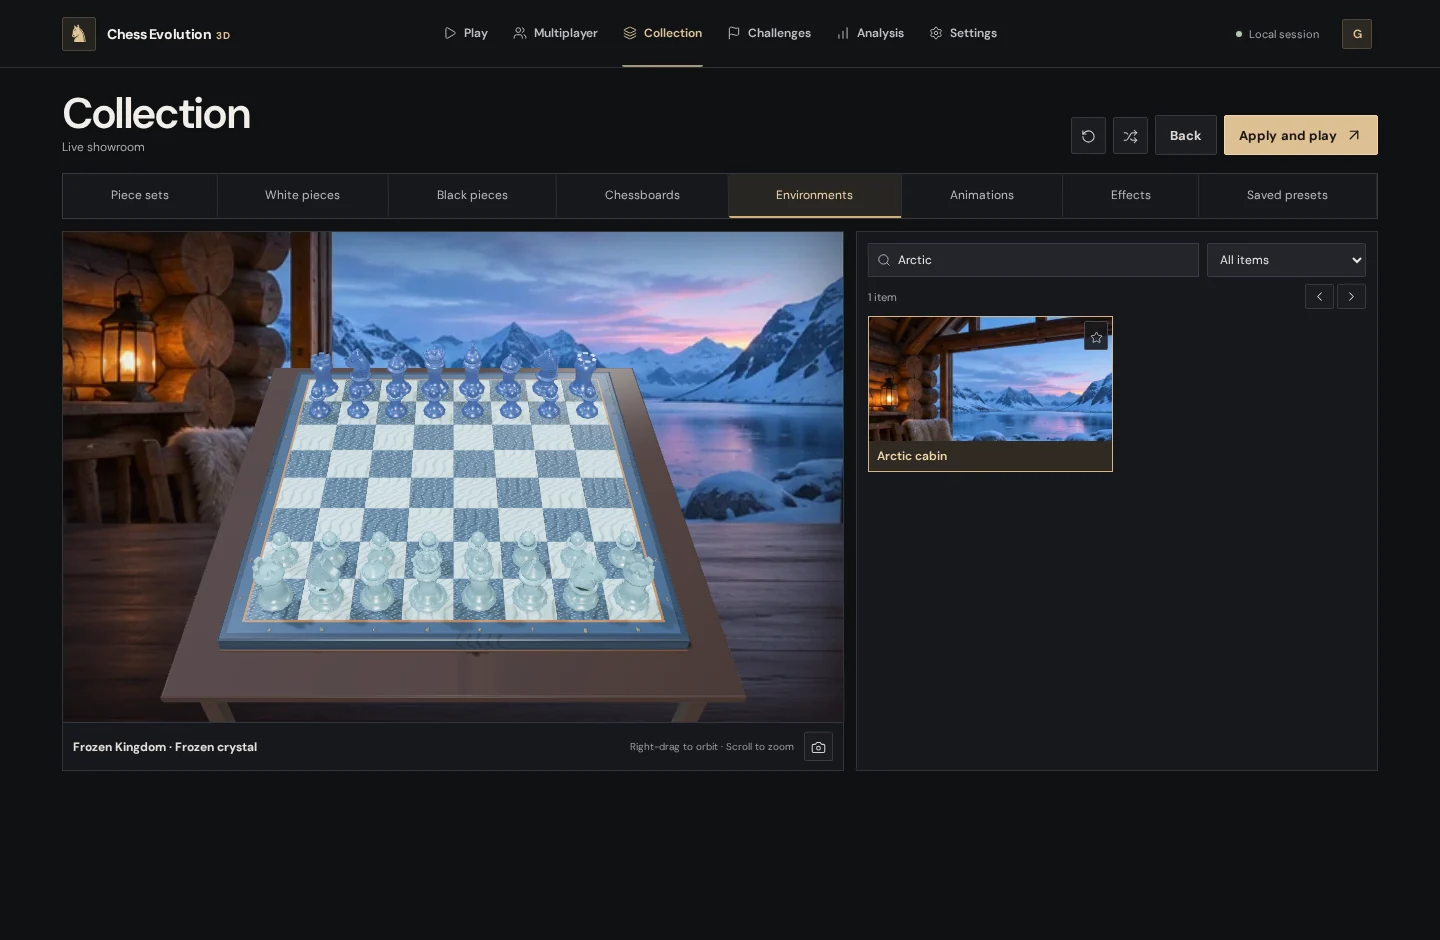 ChessEvolution 3D
Play
Multiplayer
Collection
Challenges
Analysis
Settings
Local session
G
Collection
Live showroom
Back
Apply and play
Piece sets
White pieces
Black pieces
Chessboards
Environments
Animations
Effects
Saved presets
Arctic
All items
1 item
Arctic cabin
Frozen Kingdom · Frozen crystal
Right-drag to orbit · Scroll to zoom